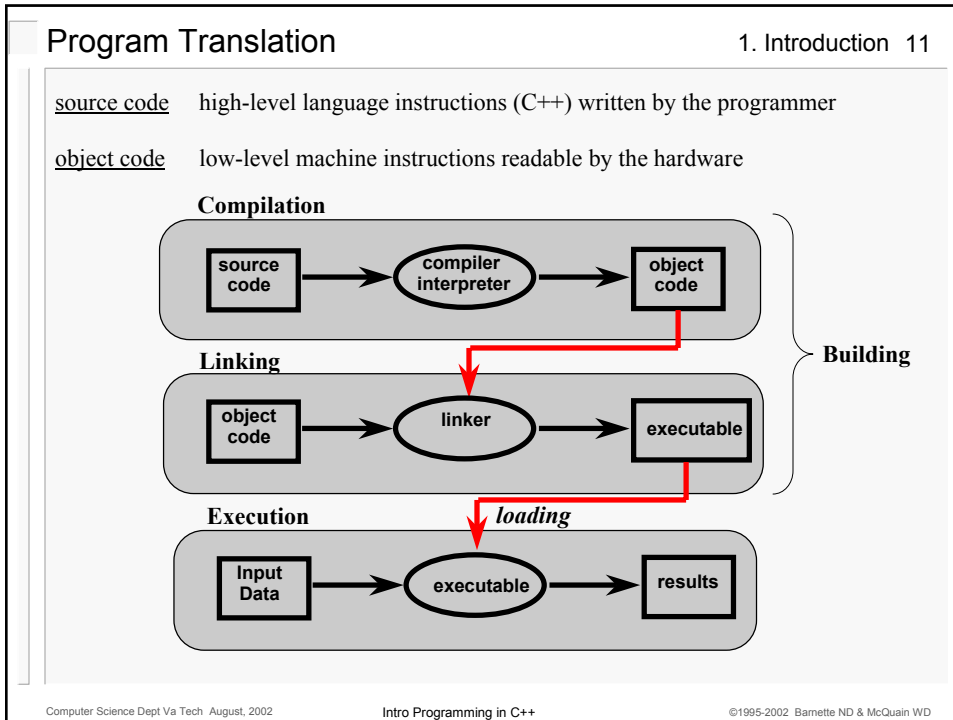 Program Translation
1. Introduction 11
source code high-level language instructions (C++) written by the programmer
object code low-level machine instructions readable by the hardware
Compilation
source
code
compiler
interpreter
object
code
Linking
Building
object
code
linker
executable
Execution
loading
Input
Data
executable
results
Computer Science Dept Va Tech August, 2002
Intro Programming in C++
©1995-2002 Barnette ND & McQuain WD